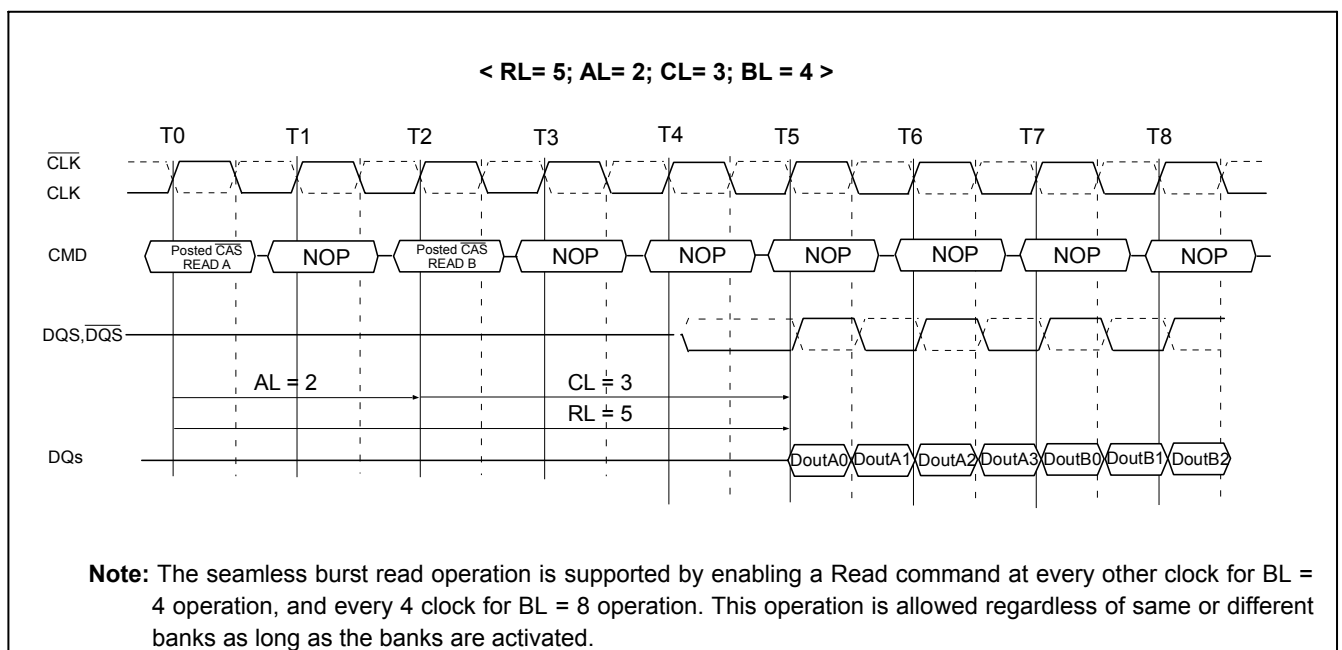 < RL= 5; AL= 2; CL= 3; BL = 4 >
T0 T1 T2 T3 T4 T5 T6 T7 T8
C̅L̅K̅
CLK
CMD
Posted C̅A̅S̅
READ A
NOP
Posted C̅A̅S̅
READ B
NOP NOP NOP NOP NOP NOP
DQS,D̅Q̅S̅
AL = 2 CL = 3
RL = 5
DQs
DoutA0 DoutA1 DoutA2 DoutA3 DoutB0 DoutB1 DoutB2
Note: The seamless burst read operation is supported by enabling a Read command at every other clock for BL =
4 operation, and every 4 clock for BL = 8 operation. This operation is allowed regardless of same or different
banks as long as the banks are activated.